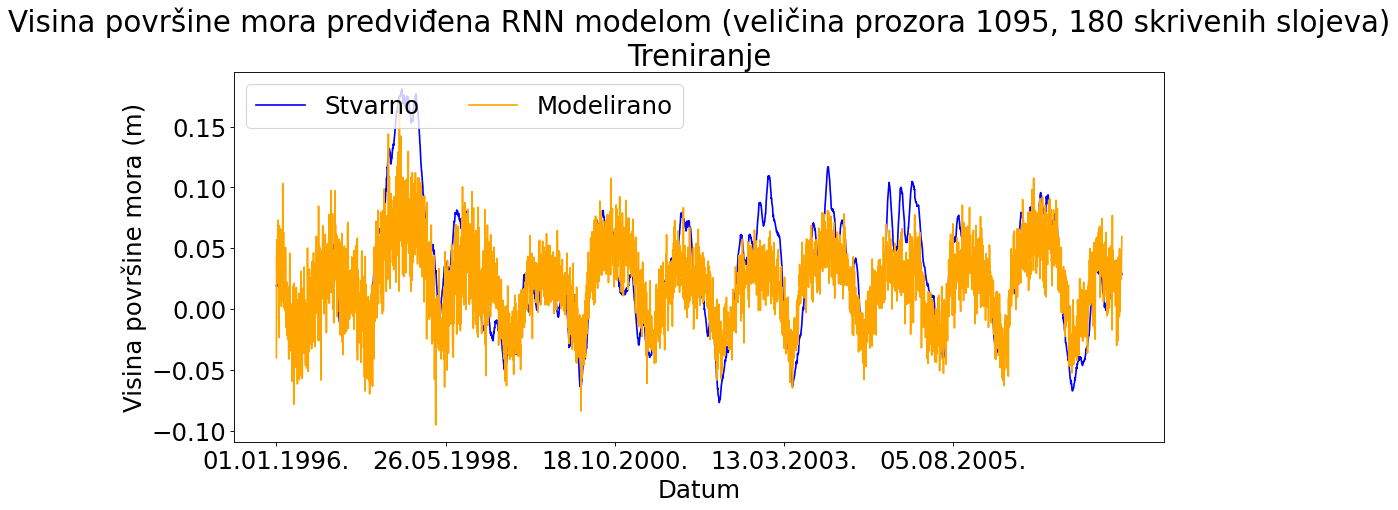 Visina površine mora predviđena RNN modelom (veličina prozora 1095, 180 skrivenih slojeva)
Treniranje
Stvarno
Modelirano
Visina površine mora (m)
0.15
0.10
0.05
0.00
−0.05
−0.10
01.01.1996.
26.05.1998.
18.10.2000.
13.03.2003.
05.08.2005.
Datum